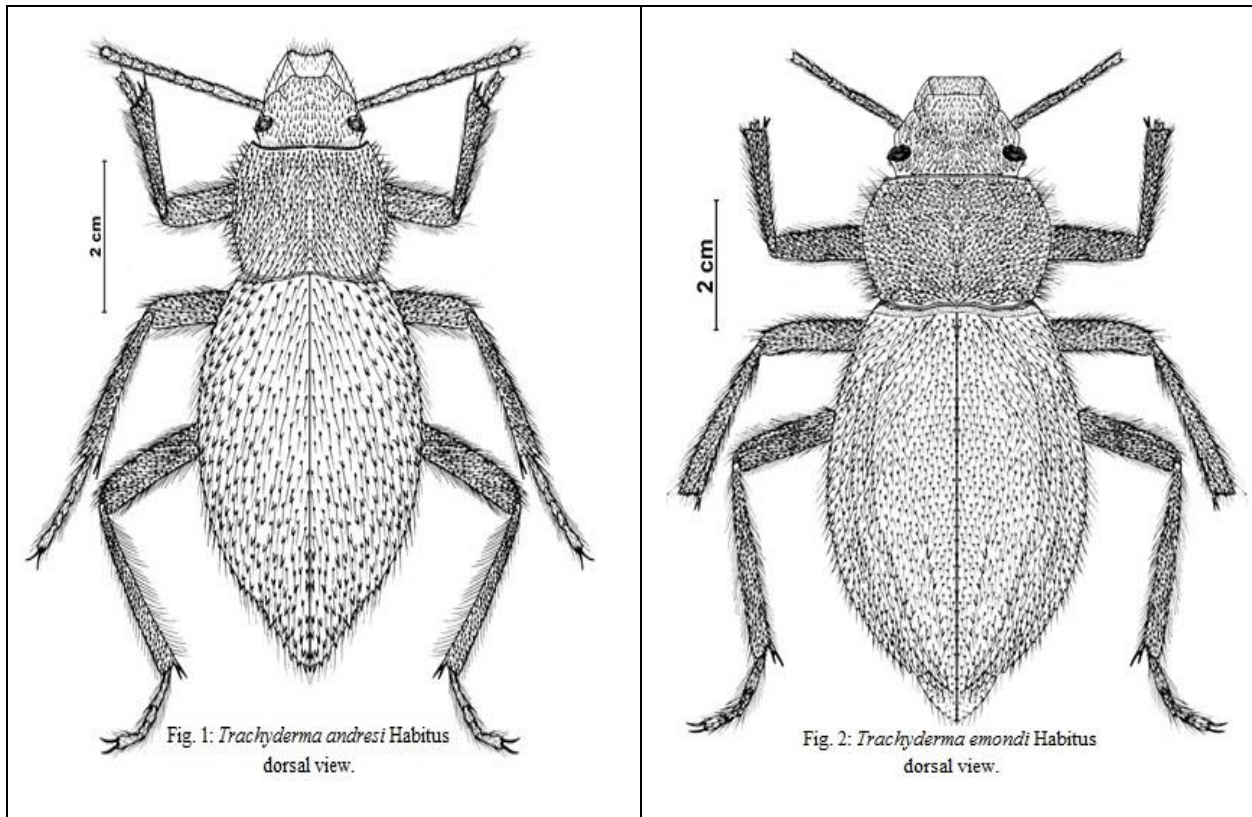 2 cm
Fig. 1: Trachyderma andresi Habitus
dorsal view.
2 cm
Fig. 2: Trachyderma emondi Habitus
dorsal view.